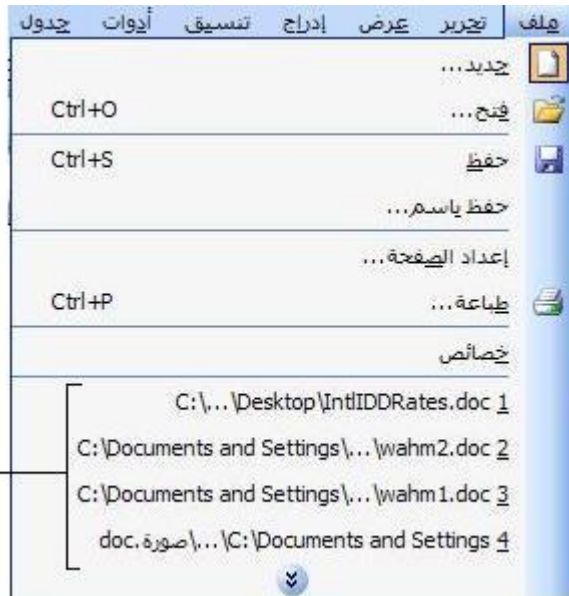 ملف تحرير عرض إدراج تنسيق أدوات جدول
جديد...
فتح... Ctrl+O
حفظ Ctrl+S
حفظ باسم...
إعداد الصفحة...
طباعة... Ctrl+P
خصائص
1 C:\...\Desktop\IntlIDDRates.doc
2 C:\Documents and Settings\...\wahm2.doc
3 C:\Documents and Settings\...\wahm1.doc
4 C:\Documents and Settings\...\صورة.doc